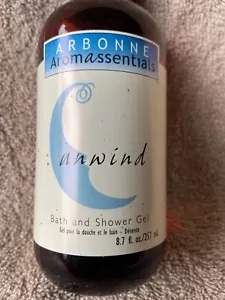 ARBONNE
Aromassentials
unwind
Bath and Shower Gel
Gel pour la douche et le bain - Détente
8.7 fl. oz./257 mL